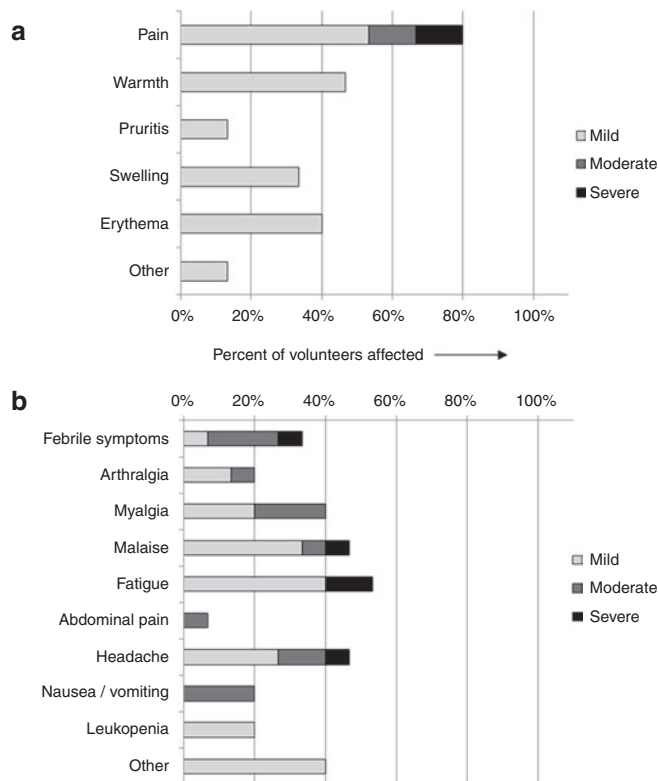 a
Pain
Warmth
Pruritis
Swelling
Erythema
Other
Mild
Moderate
Severe
0% 20% 40% 60% 80% 100%
Percent of volunteers affected
b
0% 20% 40% 60% 80% 100%
Febrile symptoms
Arthralgia
Myalgia
Malaise
Fatigue
Abdominal pain
Headache
Nausea / vomiting
Leukopenia
Other
Mild
Moderate
Severe